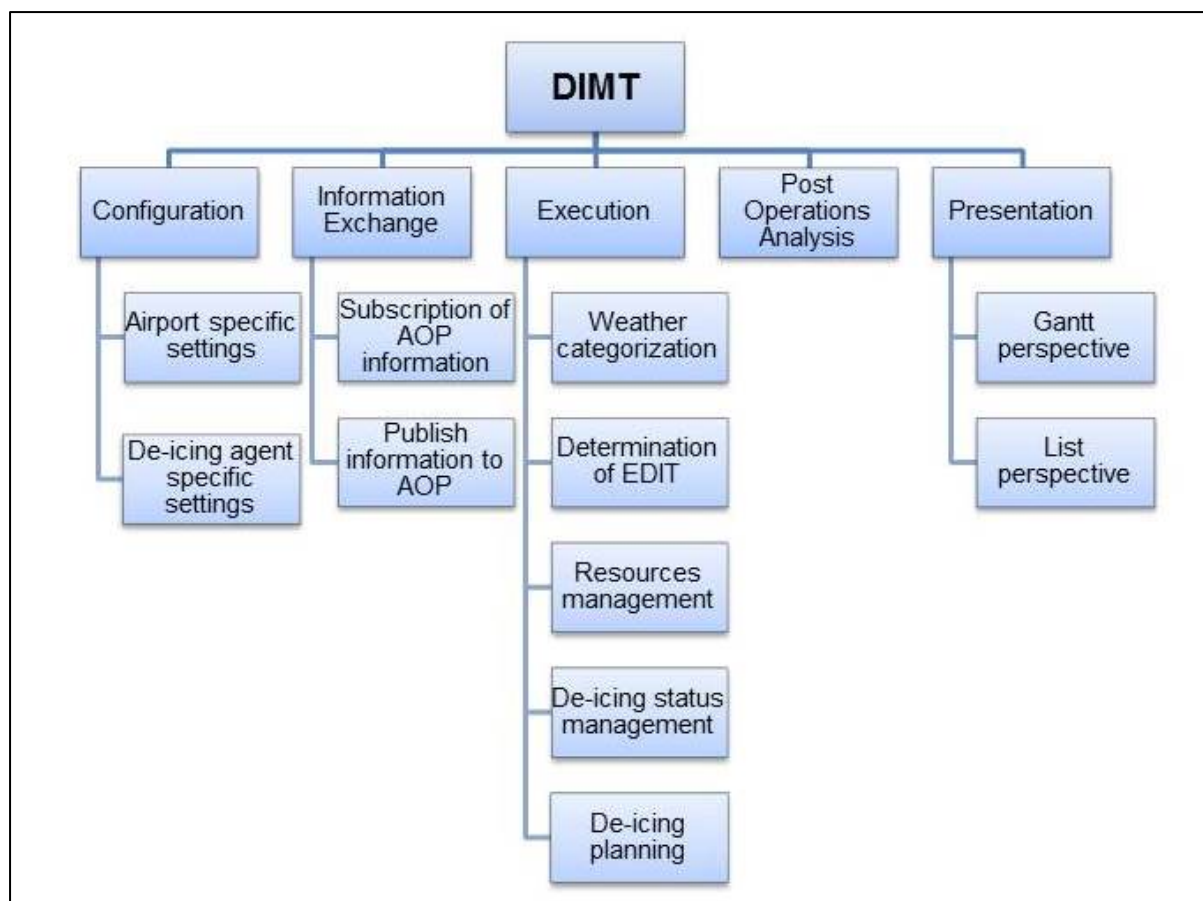 DIMT
Configuration
Information
Exchange
Execution
Post
Operations
Analysis
Presentation
Airport specific
settings
De-icing agent
specific
settings
Subscription of
AOP
information
Publish
information to
AOP
Weather
categorization
Determination
of EDIT
Resources
management
De-icing status
management
De-icing
planning
Gantt
perspective
List
perspective